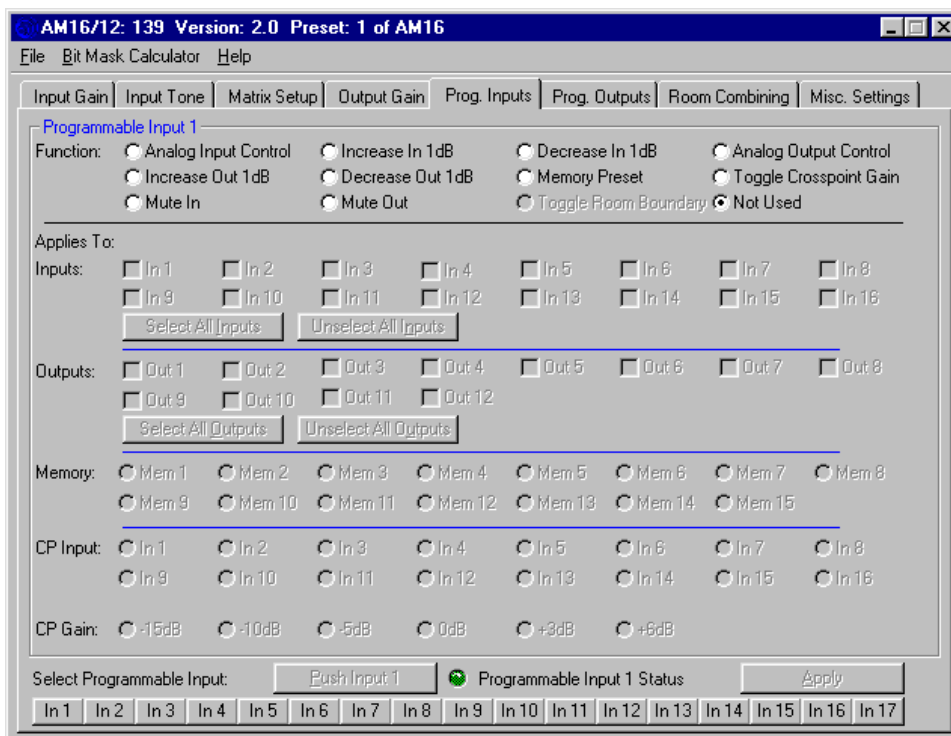 AM16/12: 139 Version: 2.0 Preset: 1 of AM16
File Bit Mask Calculator Help
Input Gain Input Tone Matrix Setup Output Gain Prog. Inputs Prog. Outputs Room Combining Misc. Settings
Programmable Input 1
Function: Analog Input Control Increase In 1dB Decrease In 1dB Analog Output Control
Increase Out 1dB Decrease Out 1dB Memory Preset Toggle Crosspoint Gain
Mute In Mute Out Toggle Room Boundary Not Used
Applies To:
Inputs: In 1 In 2 In 3 In 4 In 5 In 6 In 7 In 8
In 9 In 10 In 11 In 12 In 13 In 14 In 15 In 16
Select All Inputs Unselect All Inputs
Outputs: Out 1 Out 2 Out 3 Out 4 Out 5 Out 6 Out 7 Out 8
Out 9 Out 10 Out 11 Out 12
Select All Outputs Unselect All Outputs
Memory: Mem 1 Mem 2 Mem 3 Mem 4 Mem 5 Mem 6 Mem 7 Mem 8
Mem 9 Mem 10 Mem 11 Mem 12 Mem 13 Mem 14 Mem 15
CP Input: In 1 In 2 In 3 In 4 In 5 In 6 In 7 In 8
In 9 In 10 In 11 In 12 In 13 In 14 In 15 In 16
CP Gain: -15dB -10dB -5dB 0dB +3dB +6dB
Select Programmable Input: Push Input 1 Programmable Input 1 Status Apply
In 1 In 2 In 3 In 4 In 5 In 6 In 7 In 8 In 9 In 10 In 11 In 12 In 13 In 14 In 15 In 16 In 17